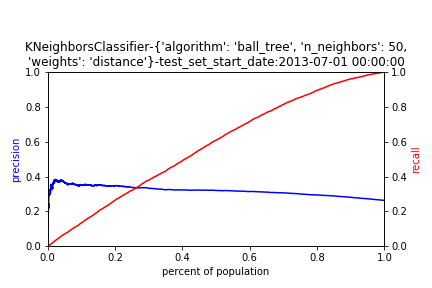 KNeighborsClassifier-{'algorithm': 'ball_tree', 'n_neighbors': 50,
'weights': 'distance'}-test_set_start_date:2013-07-01 00:00:00
1.0 1.0
0.8 0.8
0.6 0.6
0.4 0.4
0.2 0.2
0.0 0.0
precision
recall
0.0 0.2 0.4 0.6 0.8 1.0
percent of population